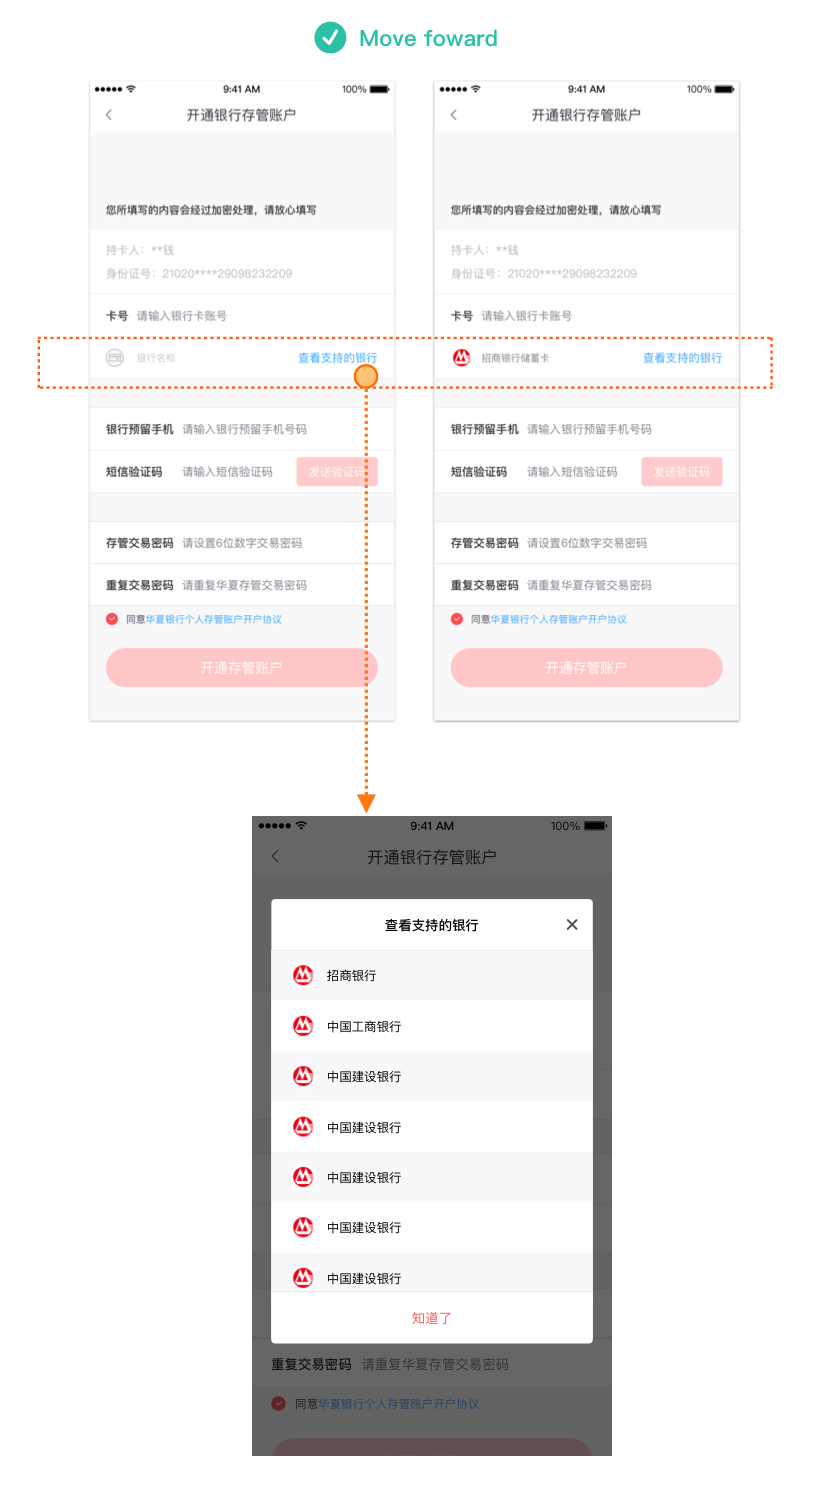 Move foward
9:41 AM 100%
开通银行存管账户
您所填写的内容会经过加密处理，请放心填写
持卡人：**钱
身份证号：21020****29098232209
卡号 请输入银行卡账号
银行名称 查看支持的银行
银行预留手机 请输入银行预留手机号码
短信验证码 请输入短信验证码 发送验证码
存管交易密码 请设置6位数字交易密码
重复交易密码 请重复华夏存管交易密码
同意华夏银行个人存管账户开户协议
开通存管账户
9:41 AM 100%
开通银行存管账户
您所填写的内容会经过加密处理，请放心填写
持卡人：**钱
身份证号：21020****29098232209
卡号 请输入银行卡账号
招商银行储蓄卡 查看支持的银行
银行预留手机 请输入银行预留手机号码
短信验证码 请输入短信验证码 发送验证码
存管交易密码 请设置6位数字交易密码
重复交易密码 请重复华夏存管交易密码
同意华夏银行个人存管账户开户协议
开通存管账户
9:41 AM 100%
开通银行存管账户
查看支持的银行
招商银行
中国工商银行
中国建设银行
中国建设银行
中国建设银行
中国建设银行
中国建设银行
知道了
重复交易密码 请重复华夏存管交易密码
同意华夏银行个人存管账户开户协议